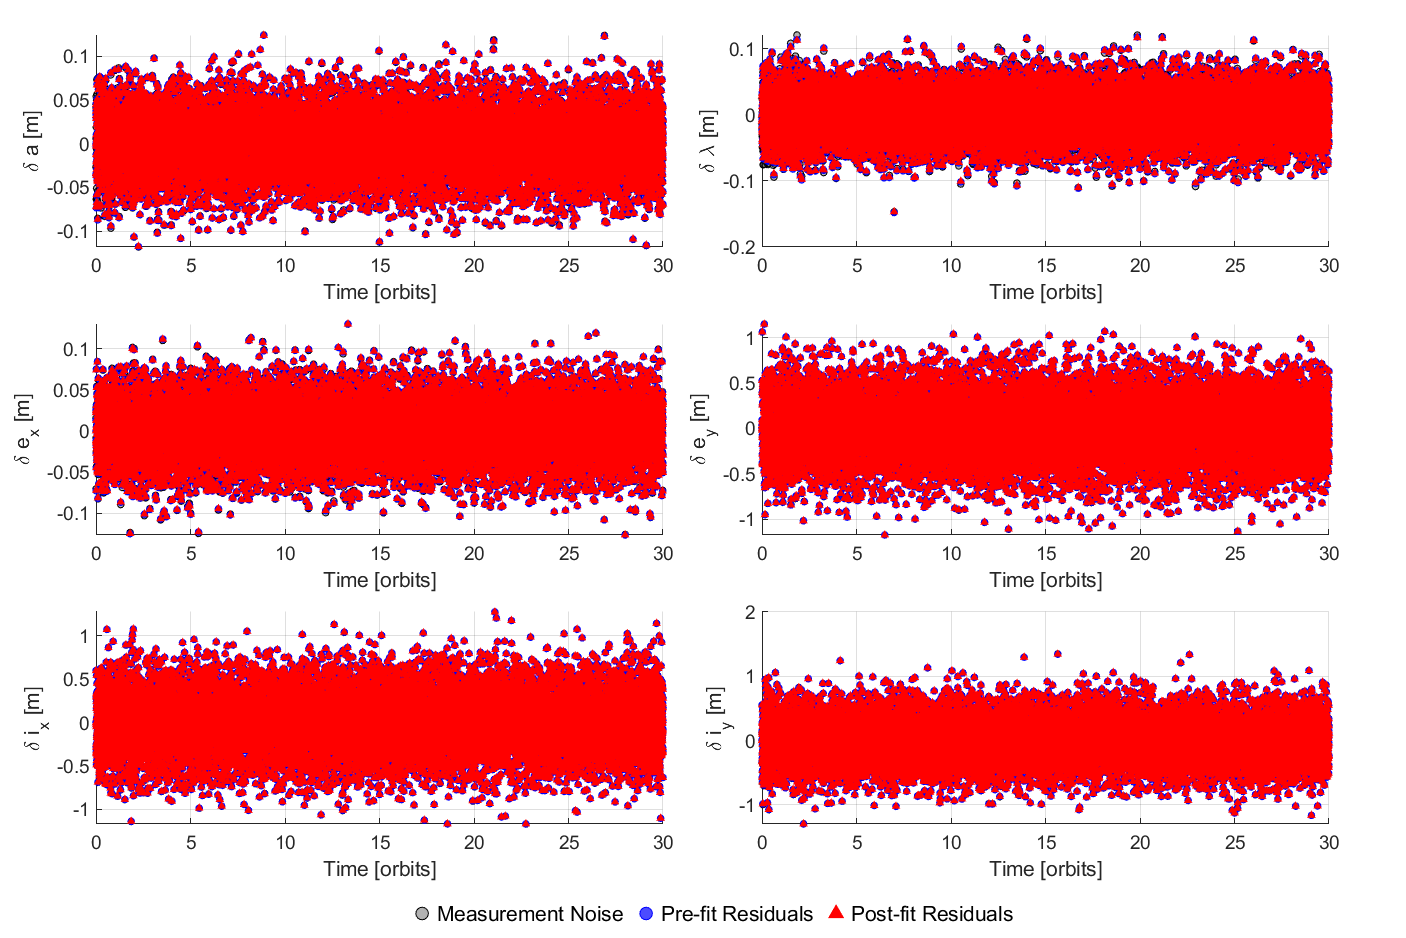 δ a [m]
0.1
0.05
0
-0.05
-0.1
0 5 10 15 20 25 30
Time [orbits]
δ λ [m]
0.1
0
-0.1
-0.2
0 5 10 15 20 25 30
Time [orbits]
δ e_x [m]
0.1
0.05
0
-0.05
-0.1
0 5 10 15 20 25 30
Time [orbits]
δ e_y [m]
1
0.5
0
-0.5
-1
0 5 10 15 20 25 30
Time [orbits]
δ i_x [m]
1
0.5
0
-0.5
-1
0 5 10 15 20 25 30
Time [orbits]
δ i_y [m]
2
1
0
-1
0 5 10 15 20 25 30
Time [orbits]
Measurement Noise Pre-fit Residuals Post-fit Residuals